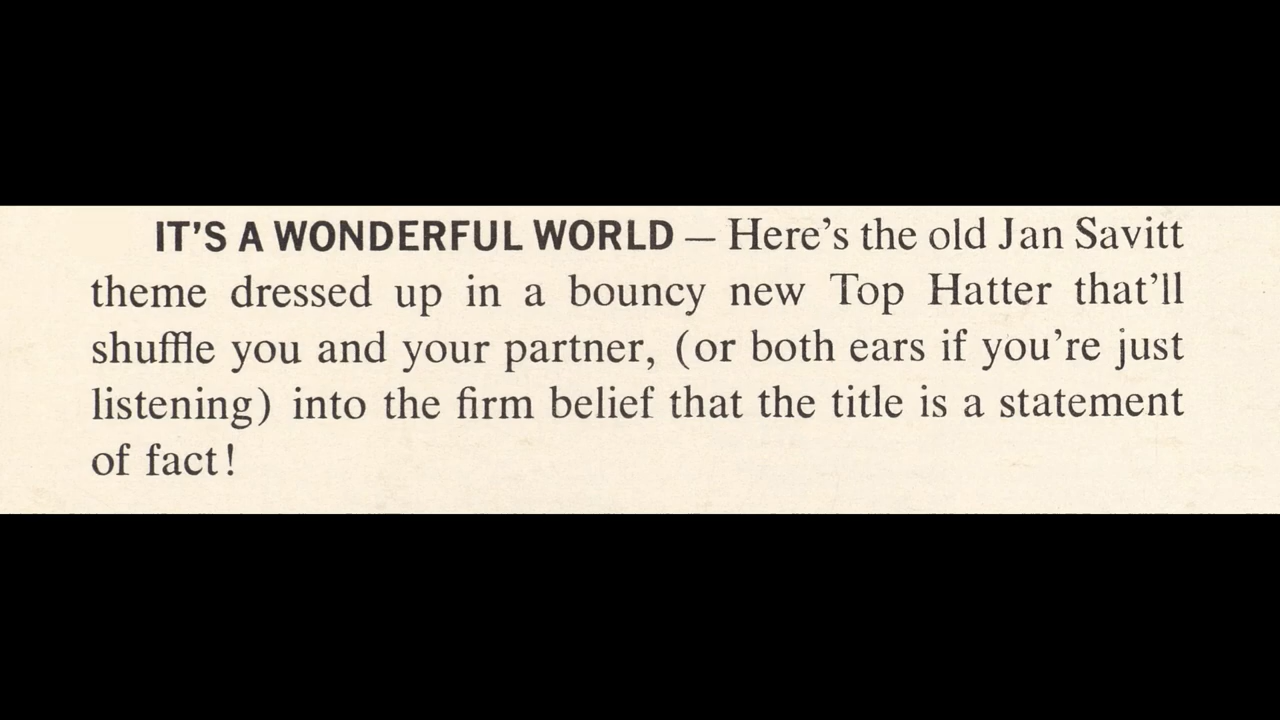 IT'S A WONDERFUL WORLD — Here's the old Jan Savitt
theme dressed up in a bouncy new Top Hatter that'll
shuffle you and your partner, (or both ears if you're just
listening) into the firm belief that the title is a statement
of fact!